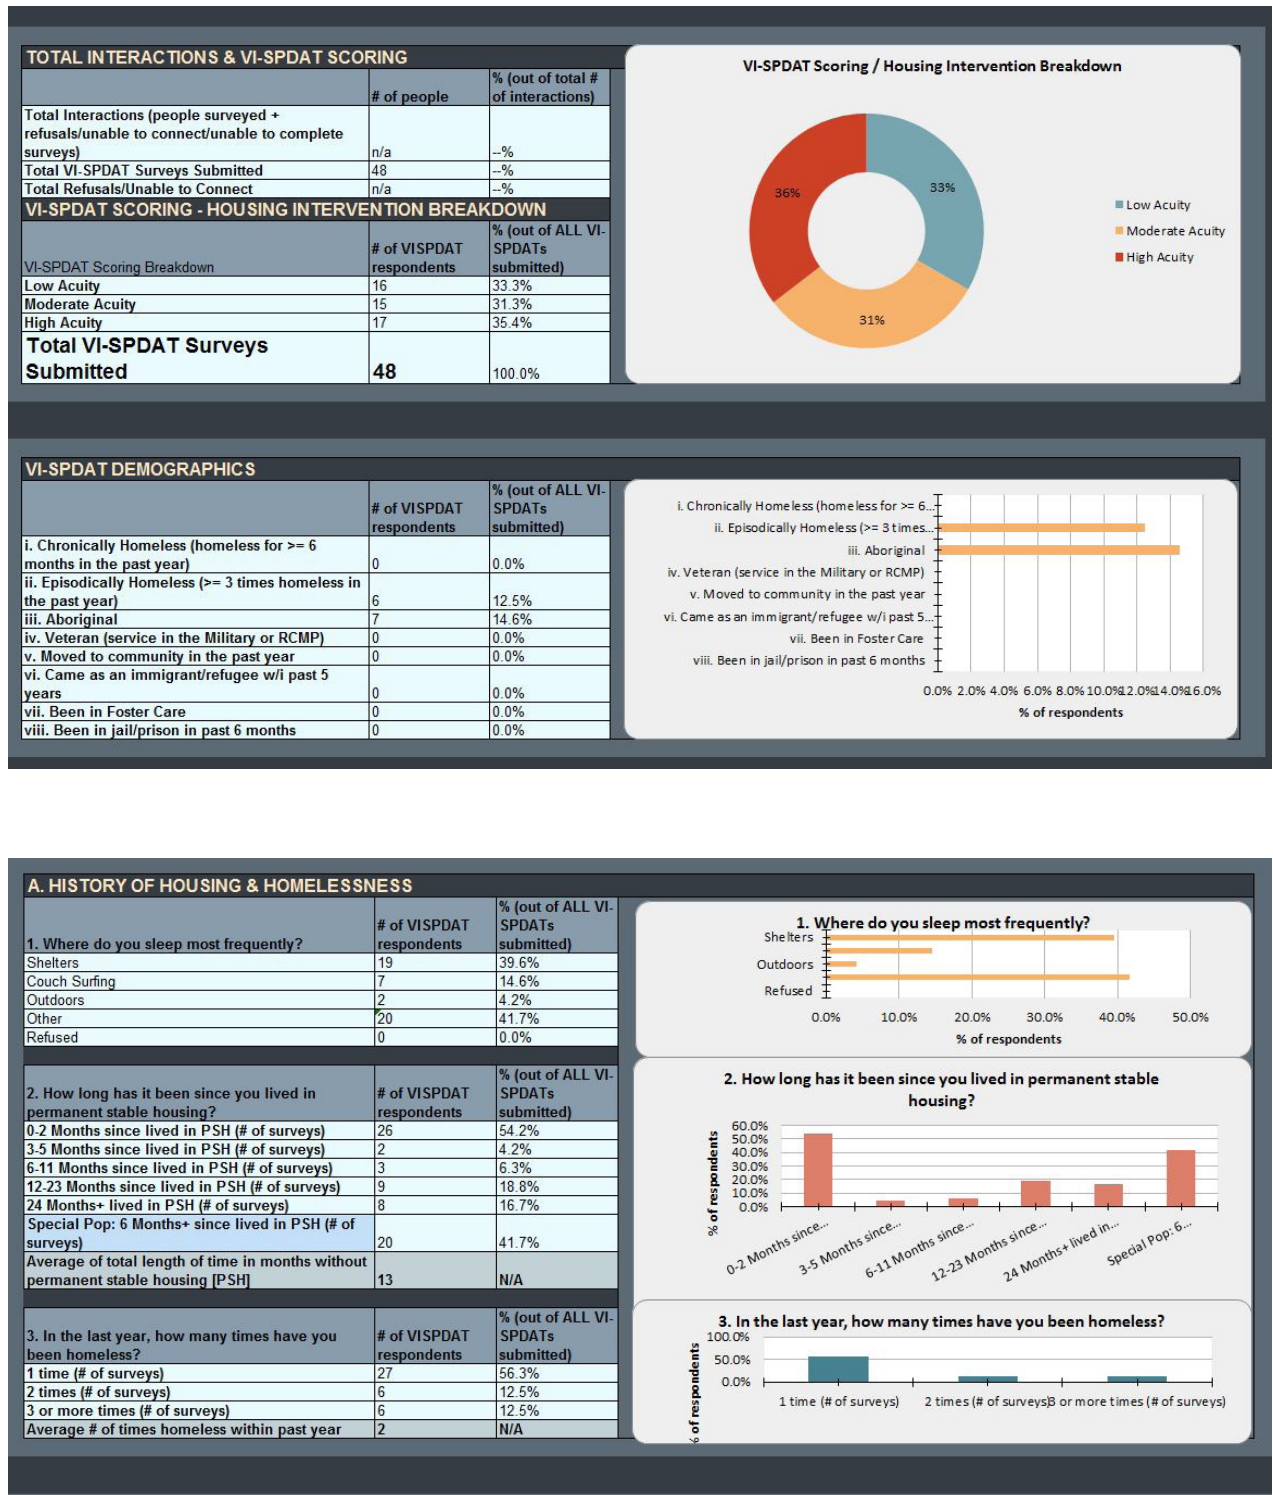 TOTAL INTERACTIONS & VI-SPDAT SCORING
# of people
% (out of total #
of interactions)
Total Interactions (people surveyed +
refusals/unable to connect/unable to complete
surveys)
n/a
--%
Total VI-SPDAT Surveys Submitted
48
--%
Total Refusals/Unable to Connect
n/a
--%
VI-SPDAT SCORING - HOUSING INTERVENTION BREAKDOWN
VI-SPDAT Scoring Breakdown
# of VISPDAT
respondents
% (out of ALL VI-
SPDATs
submitted)
Low Acuity
16
33.3%
Moderate Acuity
15
31.3%
High Acuity
17
35.4%
Total VI-SPDAT Surveys
Submitted
48
100.0%
VI-SPDAT Scoring / Housing Intervention Breakdown
36%
33%
31%
Low Acuity
Moderate Acuity
High Acuity
VI-SPDAT DEMOGRAPHICS
# of VISPDAT
respondents
% (out of ALL VI-
SPDATs
submitted)
i. Chronically Homeless (homeless for >= 6
months in the past year)
0
0.0%
ii. Episodically Homeless (>= 3 times homeless in
the past year)
6
12.5%
iii. Aboriginal
7
14.6%
iv. Veteran (service in the Military or RCMP)
0
0.0%
v. Moved to community in the past year
0
0.0%
vi. Came as an immigrant/refugee w/i past 5
years
0
0.0%
vii. Been in Foster Care
0
0.0%
viii. Been in jail/prison in past 6 months
0
0.0%
i. Chronically Homeless (homeless for >= 6...
ii. Episodically Homeless (>= 3 times...
iii. Aboriginal
iv. Veteran (service in the Military or RCMP)
v. Moved to community in the past year
vi. Came as an immigrant/refugee w/i past 5...
vii. Been in Foster Care
viii. Been in jail/prison in past 6 months
0.0% 2.0% 4.0% 6.0% 8.0% 10.0% 12.0% 14.0% 16.0%
% of respondents
A. HISTORY OF HOUSING & HOMELESSNESS
1. Where do you sleep most frequently?
# of VISPDAT
respondents
% (out of ALL VI-
SPDATs
submitted)
Shelters
19
39.6%
Couch Surfing
7
14.6%
Outdoors
2
4.2%
Other
20
41.7%
Refused
0
0.0%
1. Where do you sleep most frequently?
Shelters
Outdoors
Refused
0.0% 10.0% 20.0% 30.0% 40.0% 50.0%
% of respondents
2. How long has it been since you lived in
permanent stable housing?
# of VISPDAT
respondents
% (out of ALL VI-
SPDATs
submitted)
0-2 Months since lived in PSH (# of surveys)
26
54.2%
3-5 Months since lived in PSH (# of surveys)
2
4.2%
6-11 Months since lived in PSH (# of surveys)
3
6.3%
12-23 Months since lived in PSH (# of surveys)
9
18.8%
24 Months+ lived in PSH (# of surveys)
8
16.7%
Special Pop: 6 Months+ since lived in PSH (# of
surveys)
20
41.7%
Average of total length of time in months without
permanent stable housing [PSH]
13
N/A
2. How long has it been since you lived in permanent stable
housing?
% of respondents
60.0%
50.0%
40.0%
30.0%
20.0%
10.0%
0.0%
0-2 Months since...
3-5 Months since...
6-11 Months since...
12-23 Months since...
24 Months+ lived in...
Special Pop: 6...
3. In the last year, how many times have you
been homeless?
# of VISPDAT
respondents
% (out of ALL VI-
SPDATs
submitted)
1 time (# of surveys)
27
56.3%
2 times (# of surveys)
6
12.5%
3 or more times (# of surveys)
6
12.5%
Average # of times homeless within past year
2
N/A
3. In the last year, how many times have you been homeless?
% of respondents
100.0%
50.0%
0.0%
1 time (# of surveys)
2 times (# of surveys)
3 or more times (# of surveys)